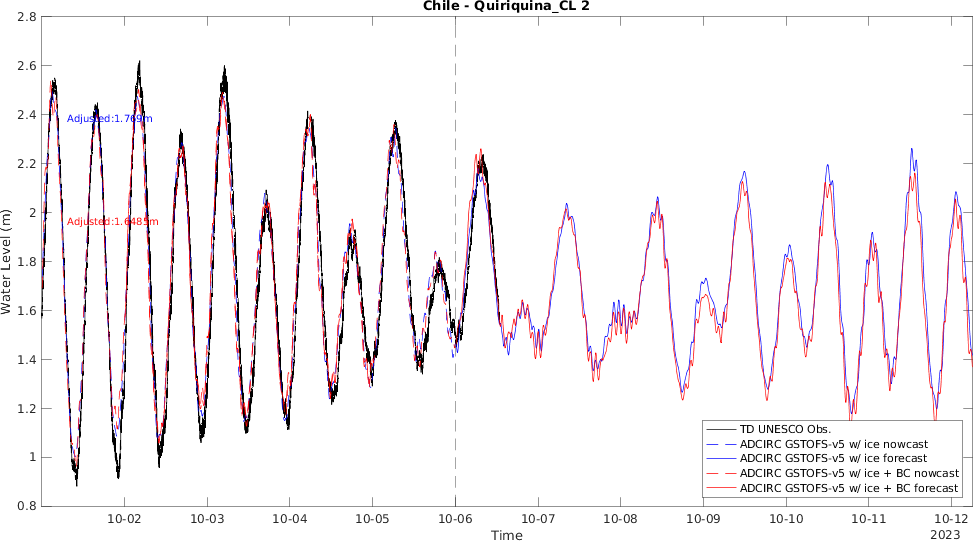 Chile - Quiriquina_CL 2
2.8
2.6
2.4
2.2
2
1.8
1.6
1.4
1.2
1
0.8
Water Level (m)
Adjusted:1.769m
Adjusted:1.6485m
TD UNESCO Obs.
ADCIRC GSTOFS-v5 w/ ice nowcast
ADCIRC GSTOFS-v5 w/ ice forecast
ADCIRC GSTOFS-v5 w/ ice + BC nowcast
ADCIRC GSTOFS-v5 w/ ice + BC forecast
10-02 10-03 10-04 10-05 10-06 10-07 10-08 10-09 10-10 10-11 10-12
Time
2023